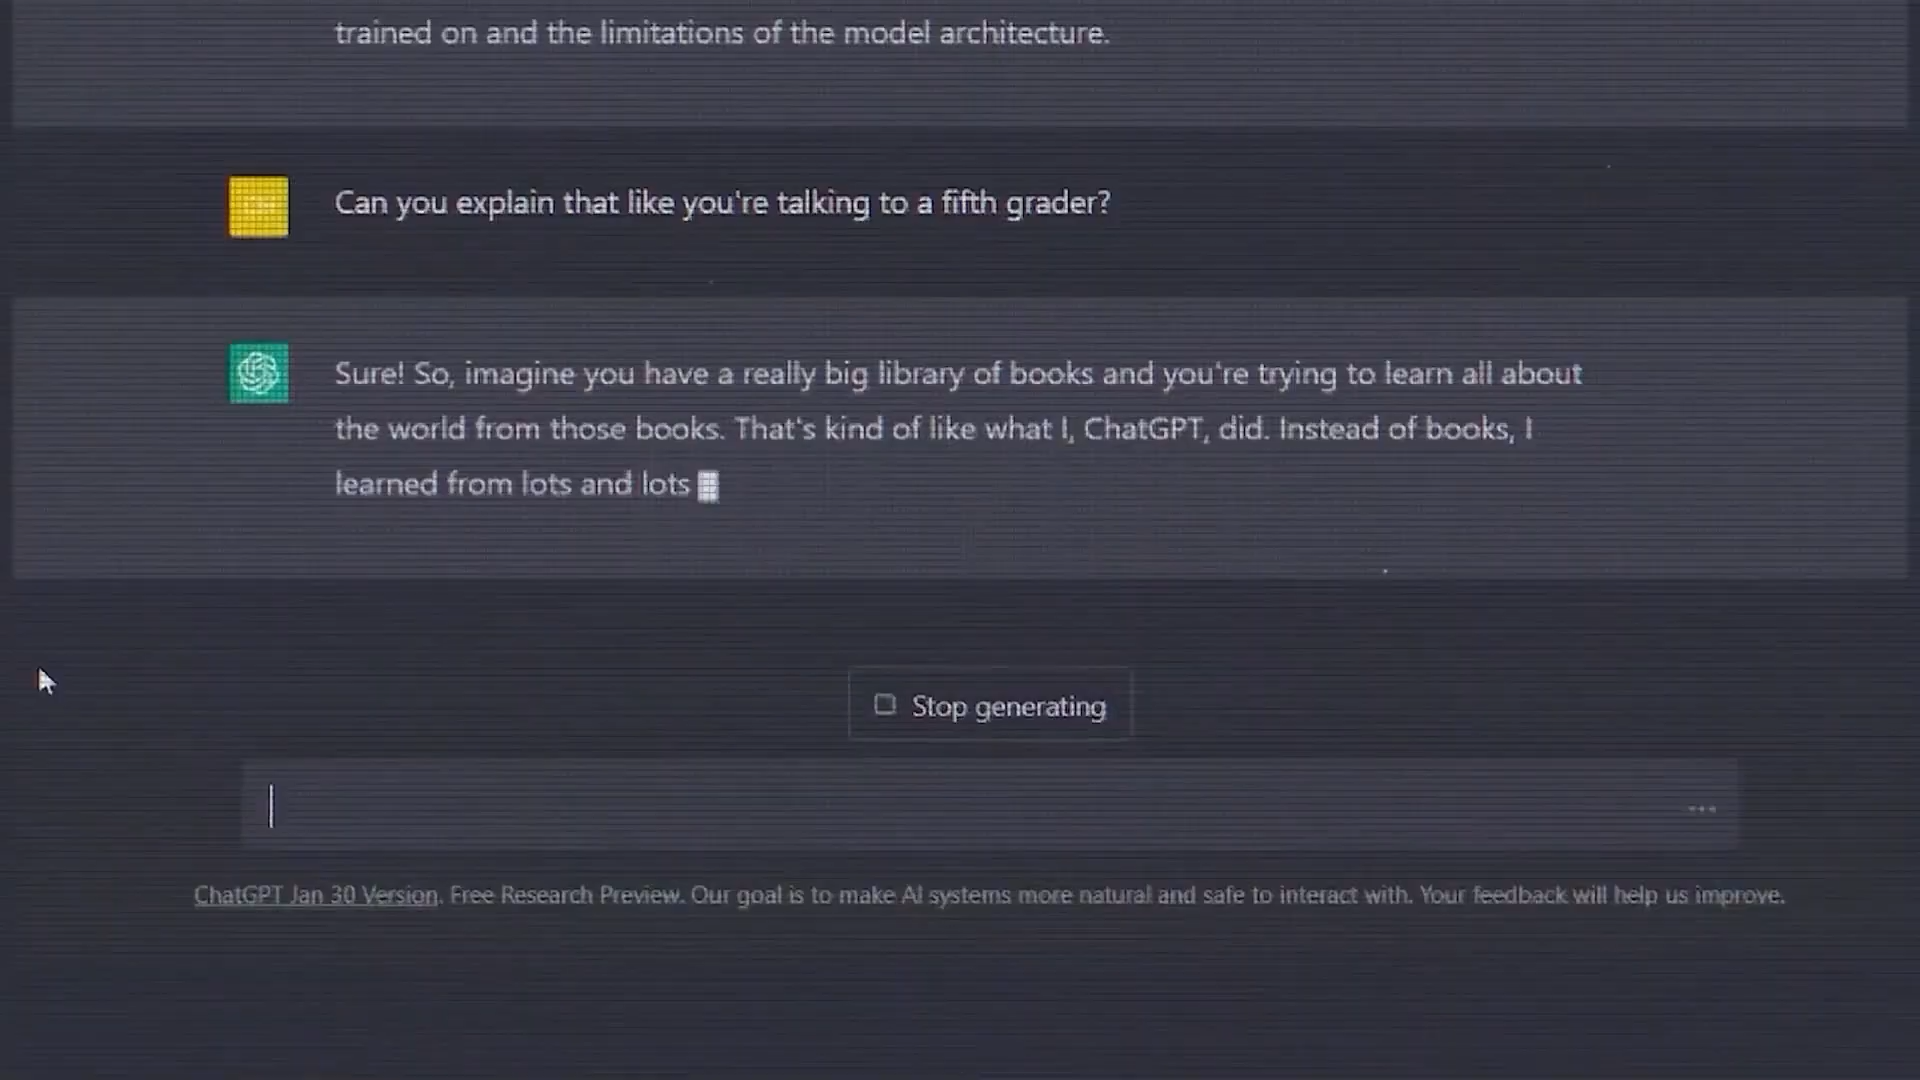 trained on and the limitations of the model architecture.
Can you explain that like you're talking to a fifth grader?
Sure! So, imagine you have a really big library of books and you're trying to learn all about
the world from those books. That's kind of like what I, ChatGPT, did. Instead of books, I
learned from lots and lots
Stop generating
ChatGPT Jan 30 Version. Free Research Preview. Our goal is to make AI systems more natural and safe to interact with. Your feedback will help us improve.